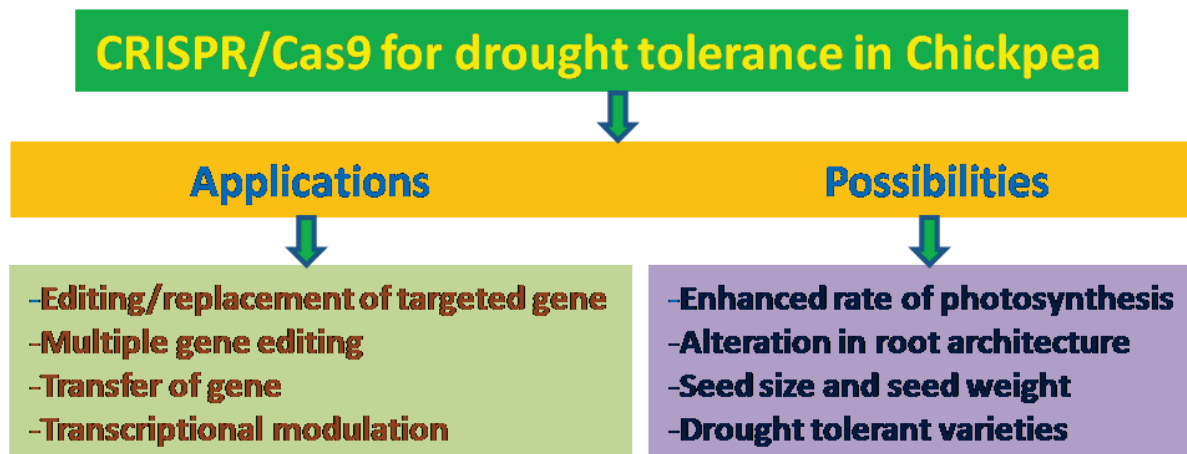 CRISPR/Cas9 for drought tolerance in Chickpea
Applications
Possibilities
-Editing/replacement of targeted gene
-Multiple gene editing
-Transfer of gene
-Transcriptional modulation
-Enhanced rate of photosynthesis
-Alteration in root architecture
-Seed size and seed weight
-Drought tolerant varieties